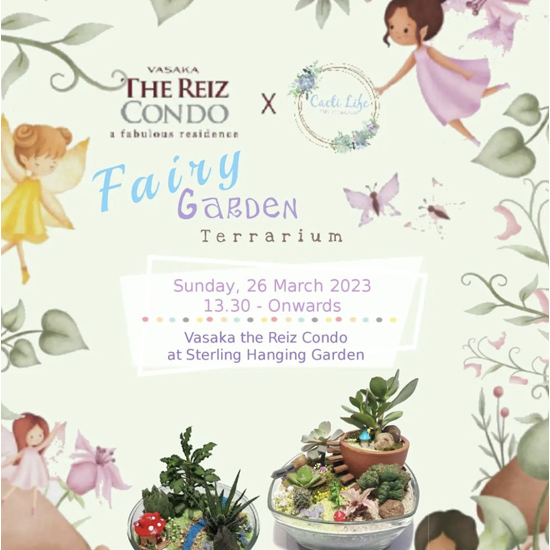 VASAKA
THE REIZ
CONDO
a fabulous residence
X
Cacti Life
Fairy
GARDEN
Terrarium
Sunday, 26 March 2023
13.30 - Onwards
Vasaka the Reiz Condo
at Sterling Hanging Garden